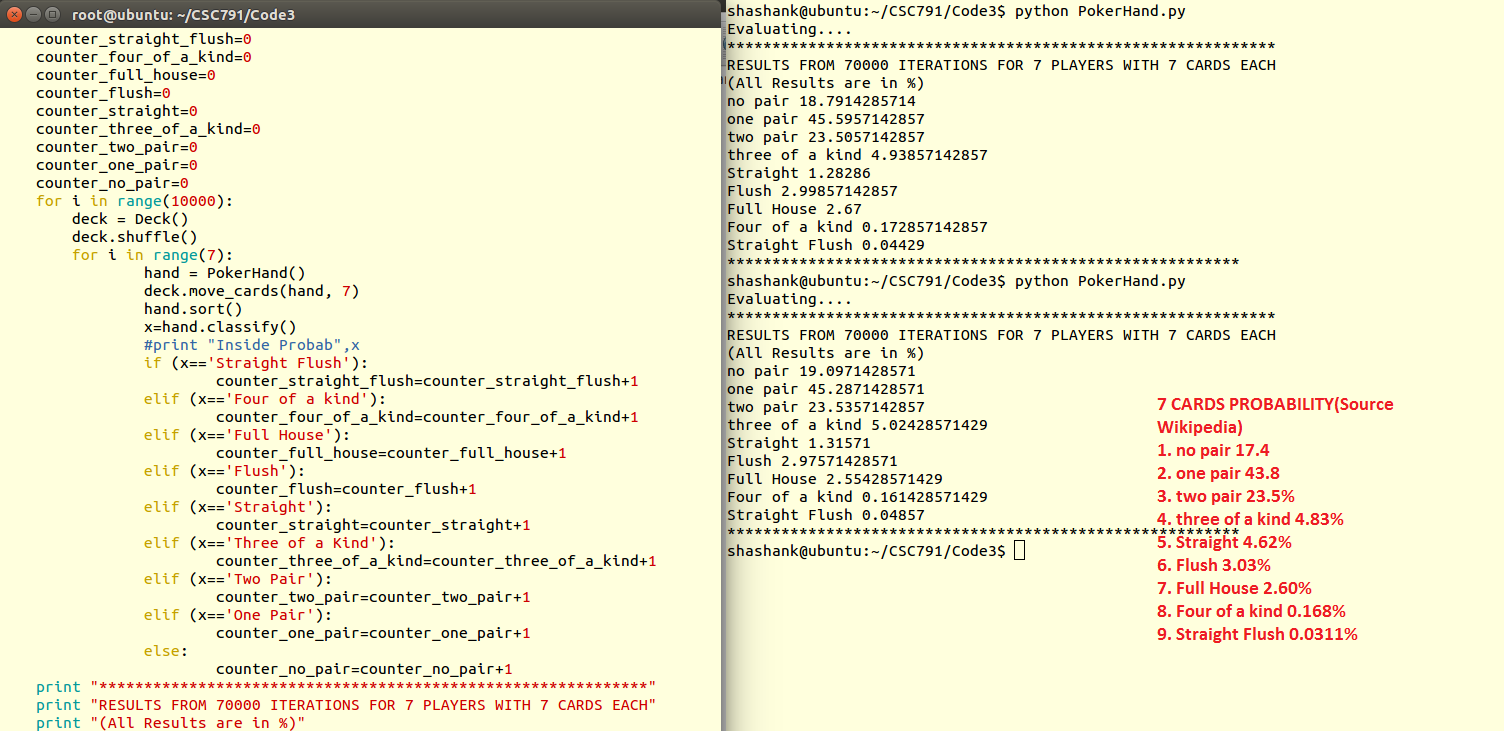 root@ubuntu: ~/CSC791/Code3
counter_straight_flush=0
counter_four_of_a_kind=0
counter_full_house=0
counter_flush=0
counter_straight=0
counter_three_of_a_kind=0
counter_two_pair=0
counter_one_pair=0
counter_no_pair=0
for i in range(10000):
    deck = Deck()
    deck.shuffle()
    for i in range(7):
            hand = PokerHand()
            deck.move_cards(hand, 7)
            hand.sort()
            x=hand.classify()
            #print "Inside Probab",x
            if (x=='Straight Flush'):
                    counter_straight_flush=counter_straight_flush+1
            elif (x=='Four of a kind'):
                    counter_four_of_a_kind=counter_four_of_a_kind+1
            elif (x=='Full House'):
                    counter_full_house=counter_full_house+1
            elif (x=='Flush'):
                    counter_flush=counter_flush+1
            elif (x=='Straight'):
                    counter_straight=counter_straight+1
            elif (x=='Three of a Kind'):
                    counter_three_of_a_kind=counter_three_of_a_kind+1
            elif (x=='Two Pair'):
                    counter_two_pair=counter_two_pair+1
            elif (x=='One Pair'):
                    counter_one_pair=counter_one_pair+1
            else:
                    counter_no_pair=counter_no_pair+1
print "*************************************************************"
print "RESULTS FROM 70000 ITERATIONS FOR 7 PLAYERS WITH 7 CARDS EACH"
print "(All Results are in %)"
shashank@ubuntu:~/CSC791/Code3$ python PokerHand.py
Evaluating....
*************************************************************
RESULTS FROM 70000 ITERATIONS FOR 7 PLAYERS WITH 7 CARDS EACH
(All Results are in %)
no pair 18.7914285714
one pair 45.5957142857
two pair 23.5057142857
three of a kind 4.93857142857
Straight 1.28286
Flush 2.99857142857
Full House 2.67
Four of a kind 0.172857142857
Straight Flush 0.04429
*********************************************************
shashank@ubuntu:~/CSC791/Code3$ python PokerHand.py
Evaluating....
*************************************************************
RESULTS FROM 70000 ITERATIONS FOR 7 PLAYERS WITH 7 CARDS EACH
(All Results are in %)
no pair 19.0971428571
one pair 45.2871428571
two pair 23.5357142857
three of a kind 5.02428571429
Straight 1.31571
Flush 2.97571428571
Full House 2.55428571429
Four of a kind 0.161428571429
Straight Flush 0.04857
*********************************************************
shashank@ubuntu:~/CSC791/Code3$
7 CARDS PROBABILITY(Source
Wikipedia)
1. no pair 17.4
2. one pair 43.8
3. two pair 23.5%
4. three of a kind 4.83%
5. Straight 4.62%
6. Flush 3.03%
7. Full House 2.60%
8. Four of a kind 0.168%
9. Straight Flush 0.0311%